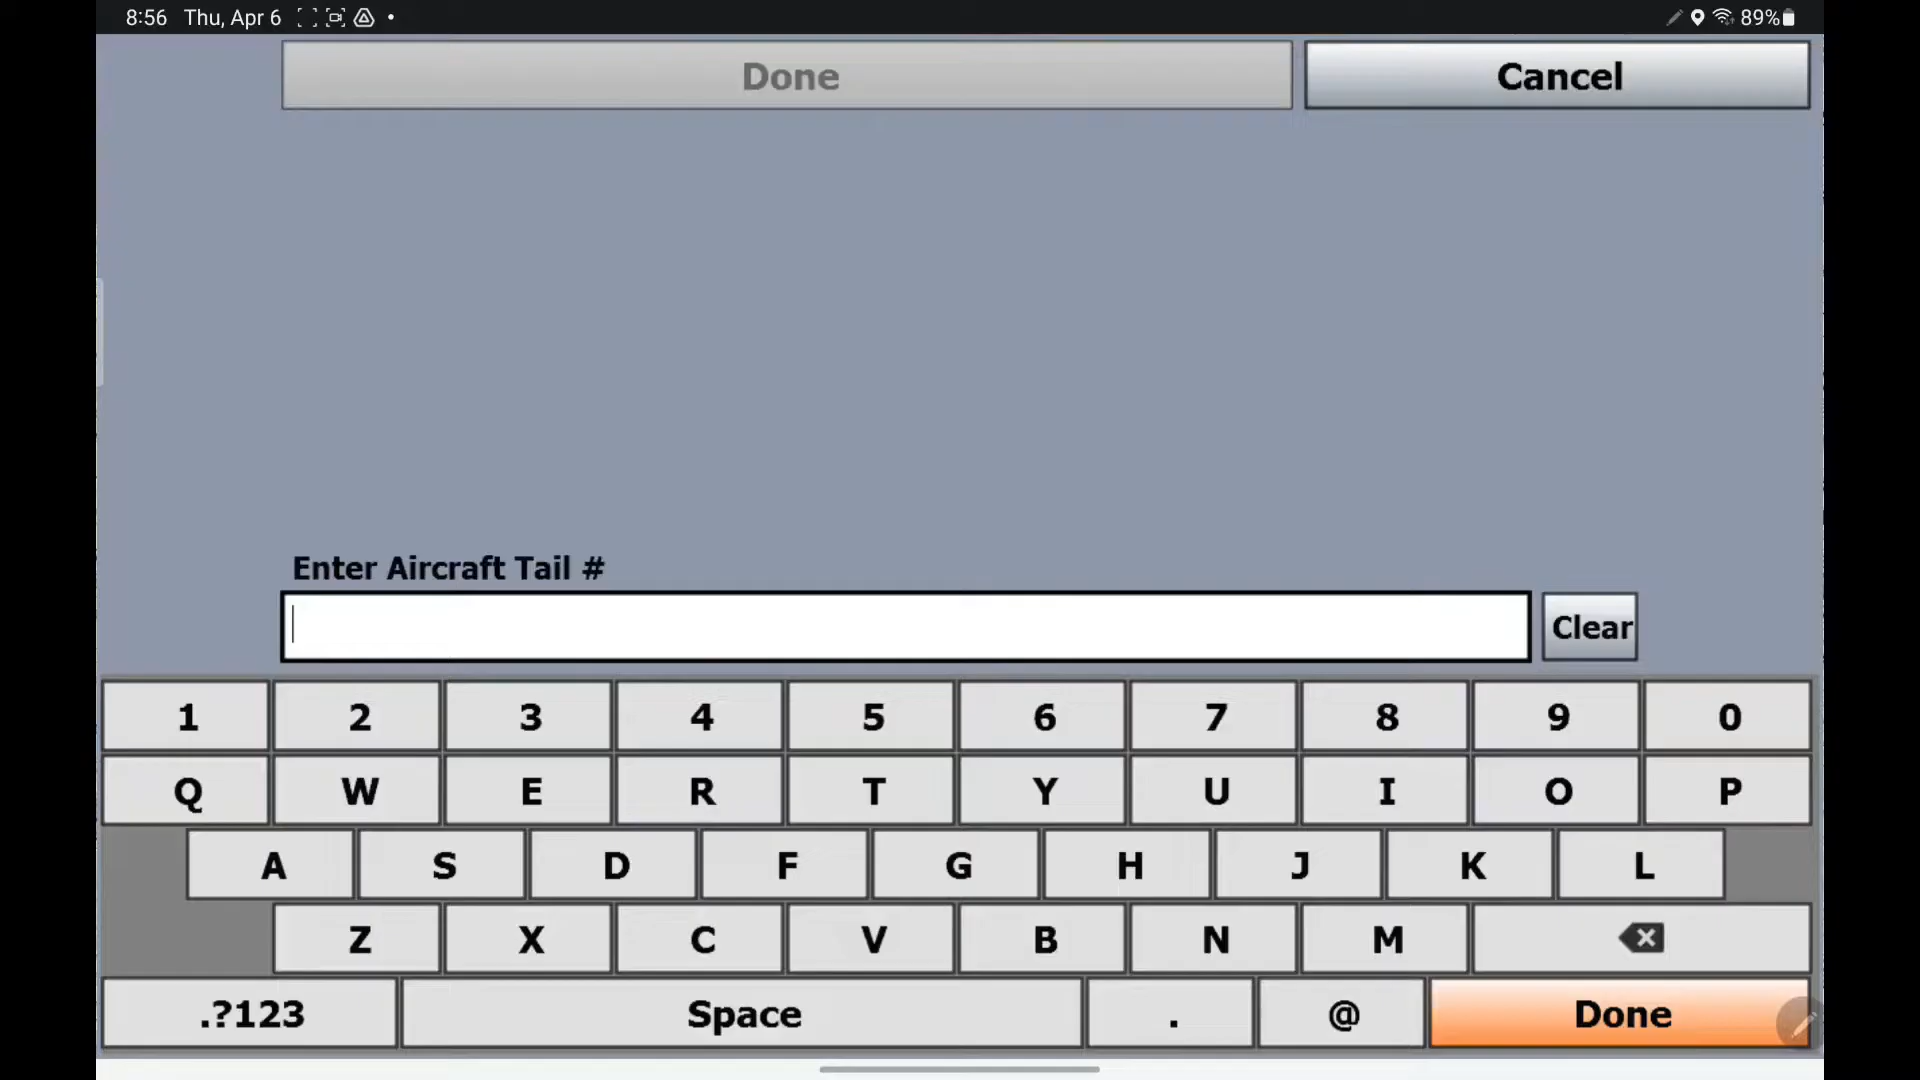 8:56 Thu, Apr 6 89%
Done Cancel
Enter Aircraft Tail #
Clear
1 2 3 4 5 6 7 8 9 0
Q W E R T Y U I O P
A S D F G H J K L
Z X C V B N M
.?123 Space . @ Done